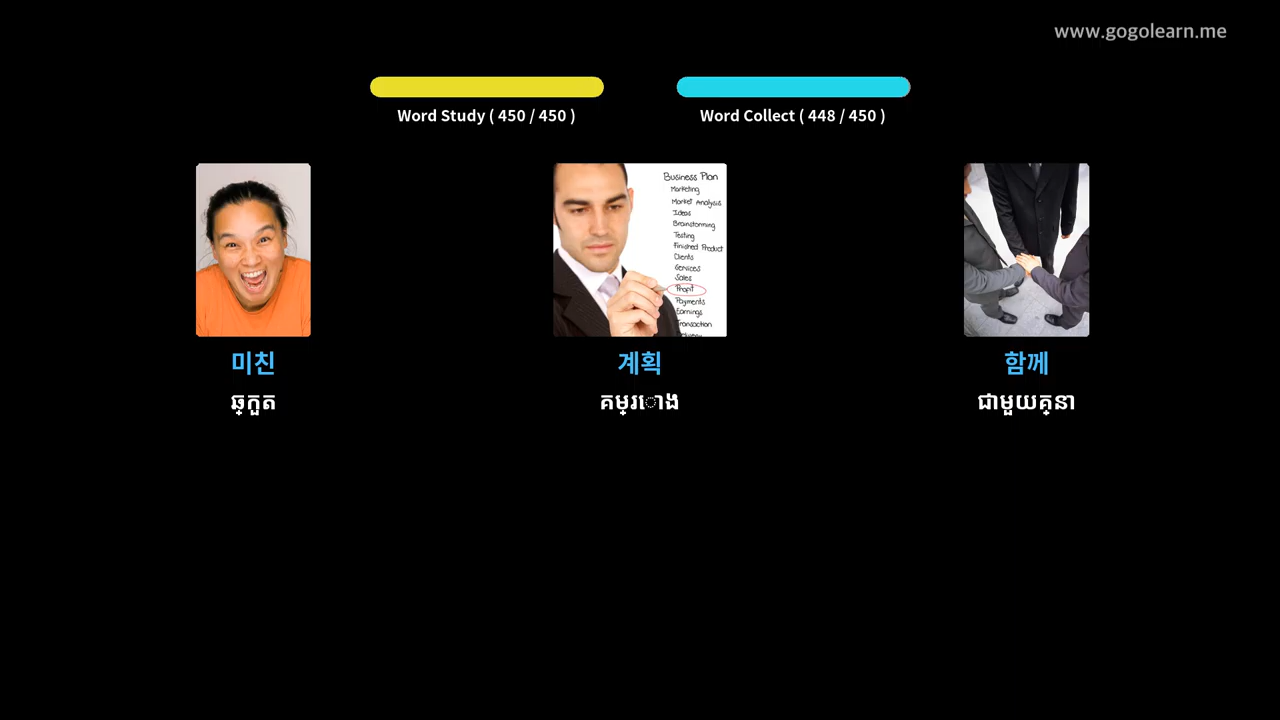 www.gogolearn.me
Word Study ( 450 / 450 )
Word Collect ( 448 / 450 )
Business Plan
Marketing
Market Analysis
Ideas
Brainstorming
Testing
Finished Product
Clients
Services
Sales
Profit
Payments
Earnings
Transaction
미친
계획
함께
ឆ្កួត
គម្រោង
ជាមួយគ្នា